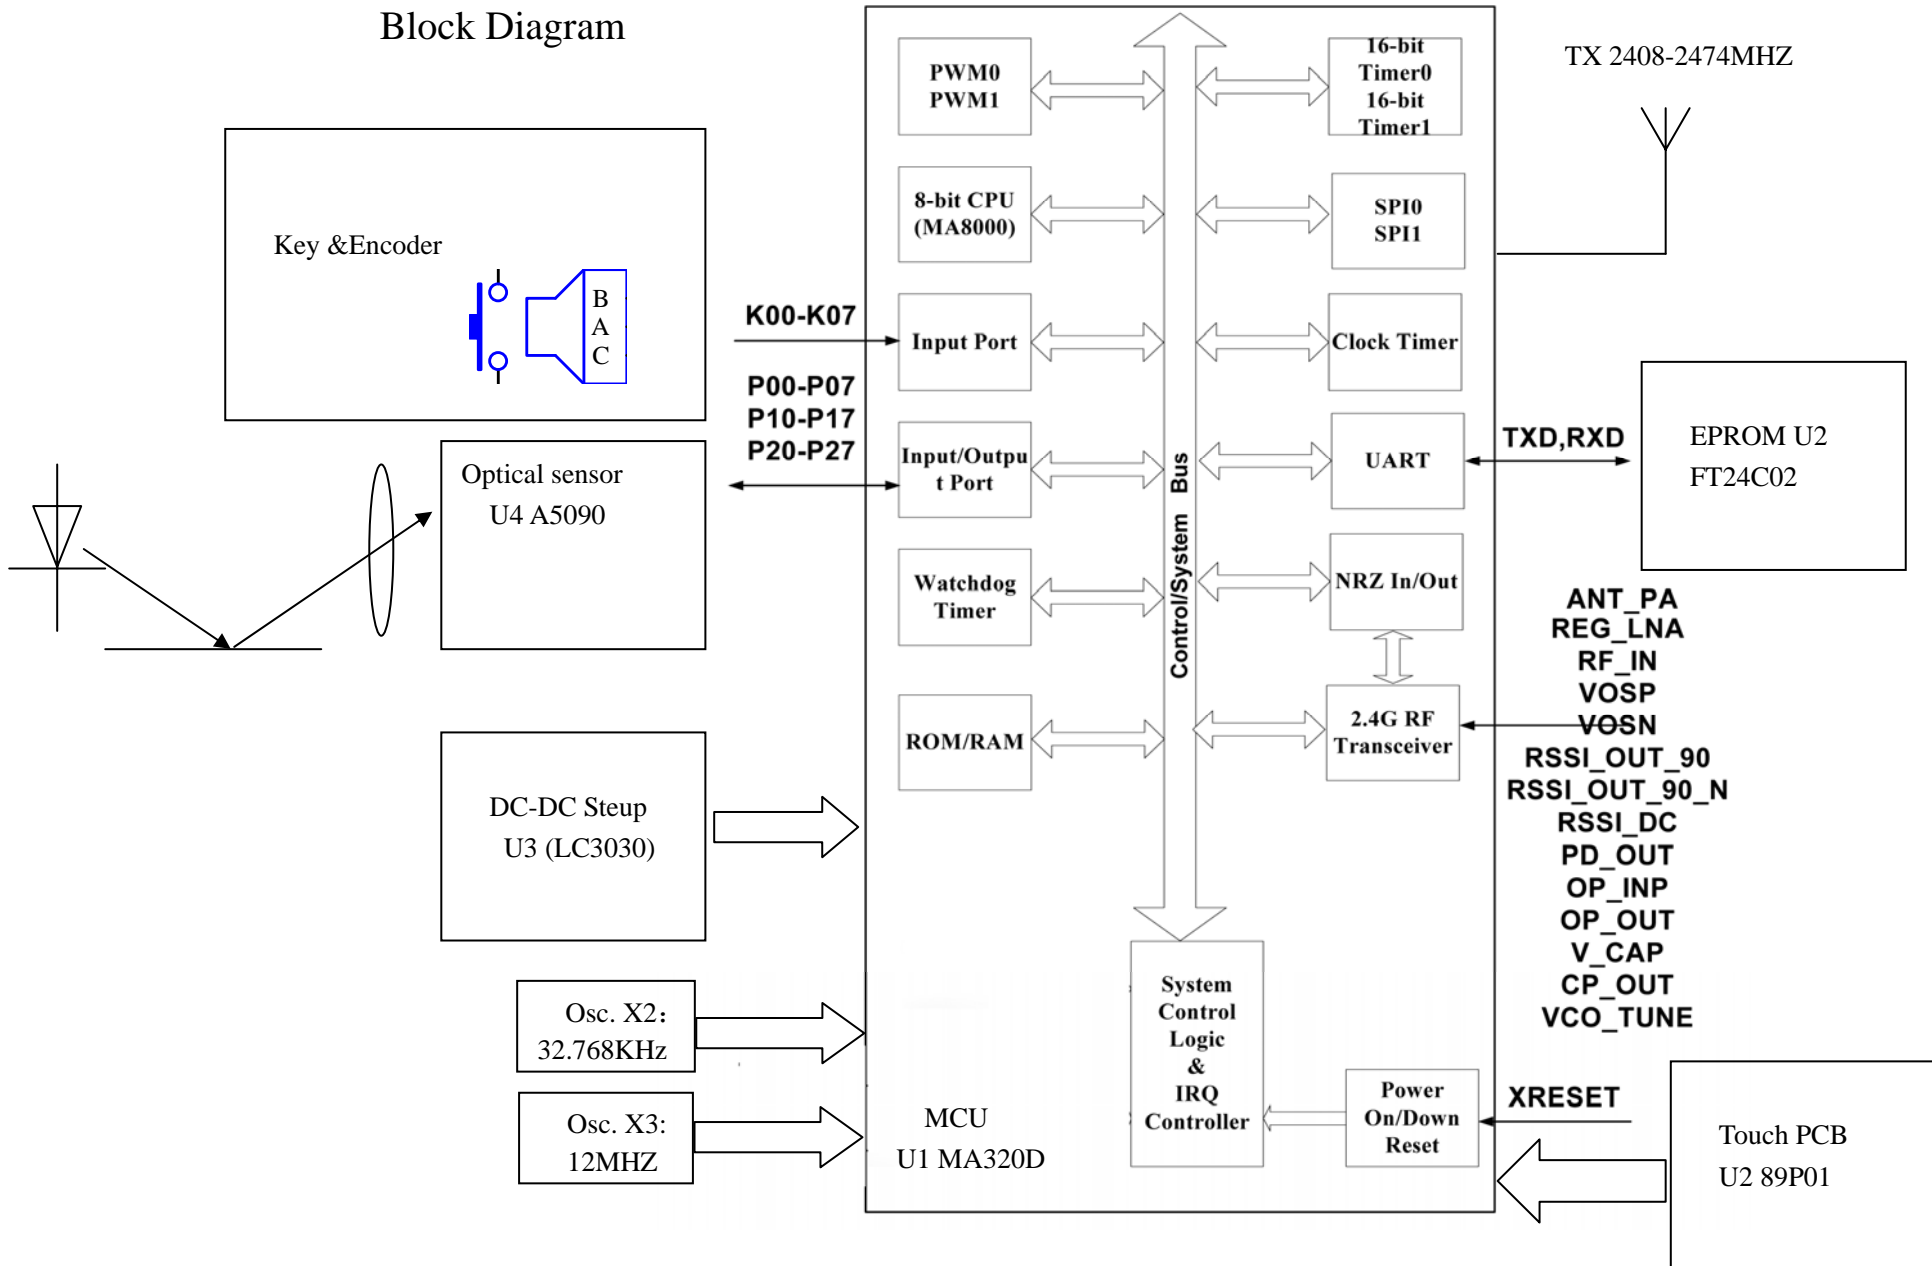 Block Diagram
TX 2408-2474MHZ
PWM0
PWM1
16-bit
Timer0
16-bit
Timer1
8-bit CPU
(MA8000)
SPI0
SPI1
Key &Encoder
B
A
C
K00-K07
Input Port
Clock Timer
P00-P07
P10-P17
P20-P27
Input/Outpu
t Port
UART
TXD,RXD
EPROM U2
FT24C02
Optical sensor
U4 A5090
Control/System Bus
Watchdog
Timer
NRZ In/Out
ROM/RAM
2.4G RF
Transceiver
ANT_PA
REG_LNA
RF_IN
VOSP
VOSN
RSSI_OUT_90
RSSI_OUT_90_N
RSSI_DC
PD_OUT
OP_INP
OP_OUT
V_CAP
CP_OUT
VCO_TUNE
DC-DC Steup
U3 (LC3030)
Osc. X2：
32.768KHz
Osc. X3:
12MHZ
MCU
U1 MA320D
System
Control
Logic
&
IRQ
Controller
Power
On/Down
Reset
XRESET
Touch PCB
U2 89P01